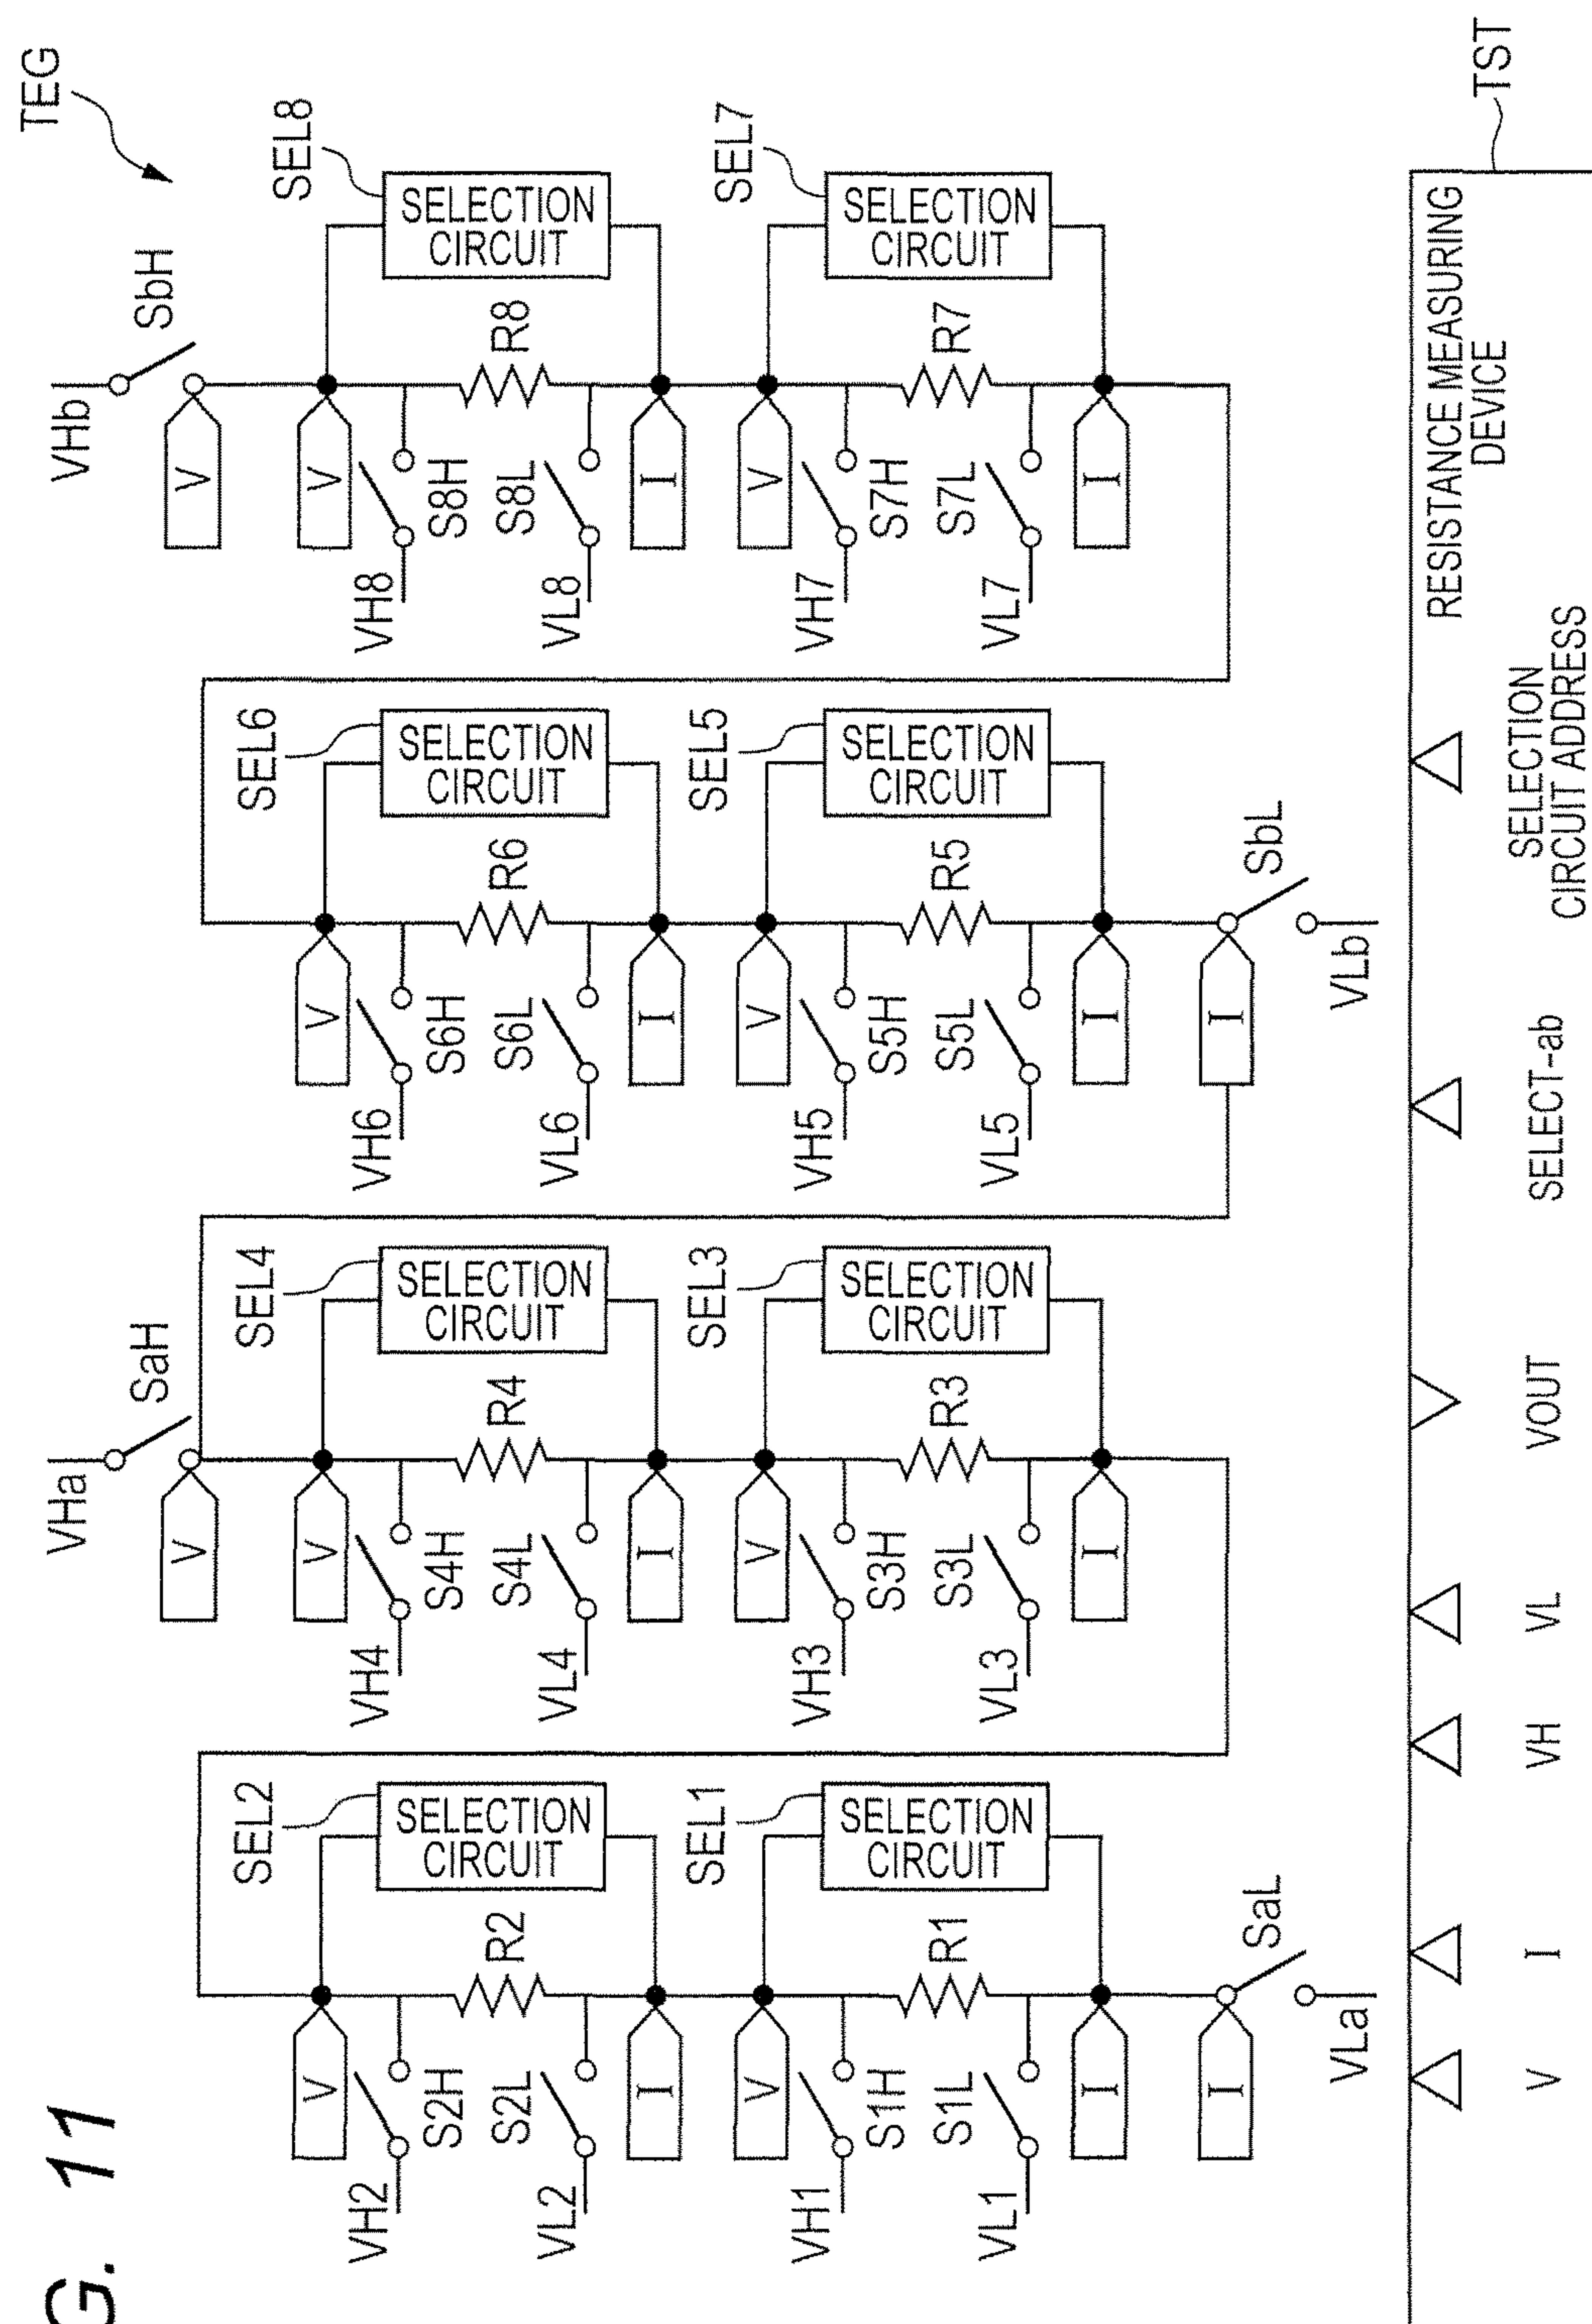 G. 11
TEG
VHa
SaH
VHb
SbH
SEL2
SELECTION
CIRCUIT
V
R2
VH2
S2H
VL2
S2L
I
SEL1
SELECTION
CIRCUIT
V
R1
VH1
S1H
VL1
S1L
I
I
SaL
VLa
V
SEL4
SELECTION
CIRCUIT
V
R4
VH4
S4H
VL4
S4L
I
SEL3
SELECTION
CIRCUIT
V
R3
VH3
S3H
VL3
S3L
I
SEL6
SELECTION
CIRCUIT
V
R6
VH6
S6H
VL6
S6L
I
SEL5
SELECTION
CIRCUIT
V
R5
VH5
S5H
VL5
S5L
I
I
SbL
VLb
V
SEL8
SELECTION
CIRCUIT
V
R8
VH8
S8H
VL8
S8L
I
SEL7
SELECTION
CIRCUIT
V
R7
VH7
S7H
VL7
S7L
I
RESISTANCE MEASURING
DEVICE
TST
V
I
VH
VL
VOUT
SELECT-ab
SELECTION
CIRCUIT ADDRESS